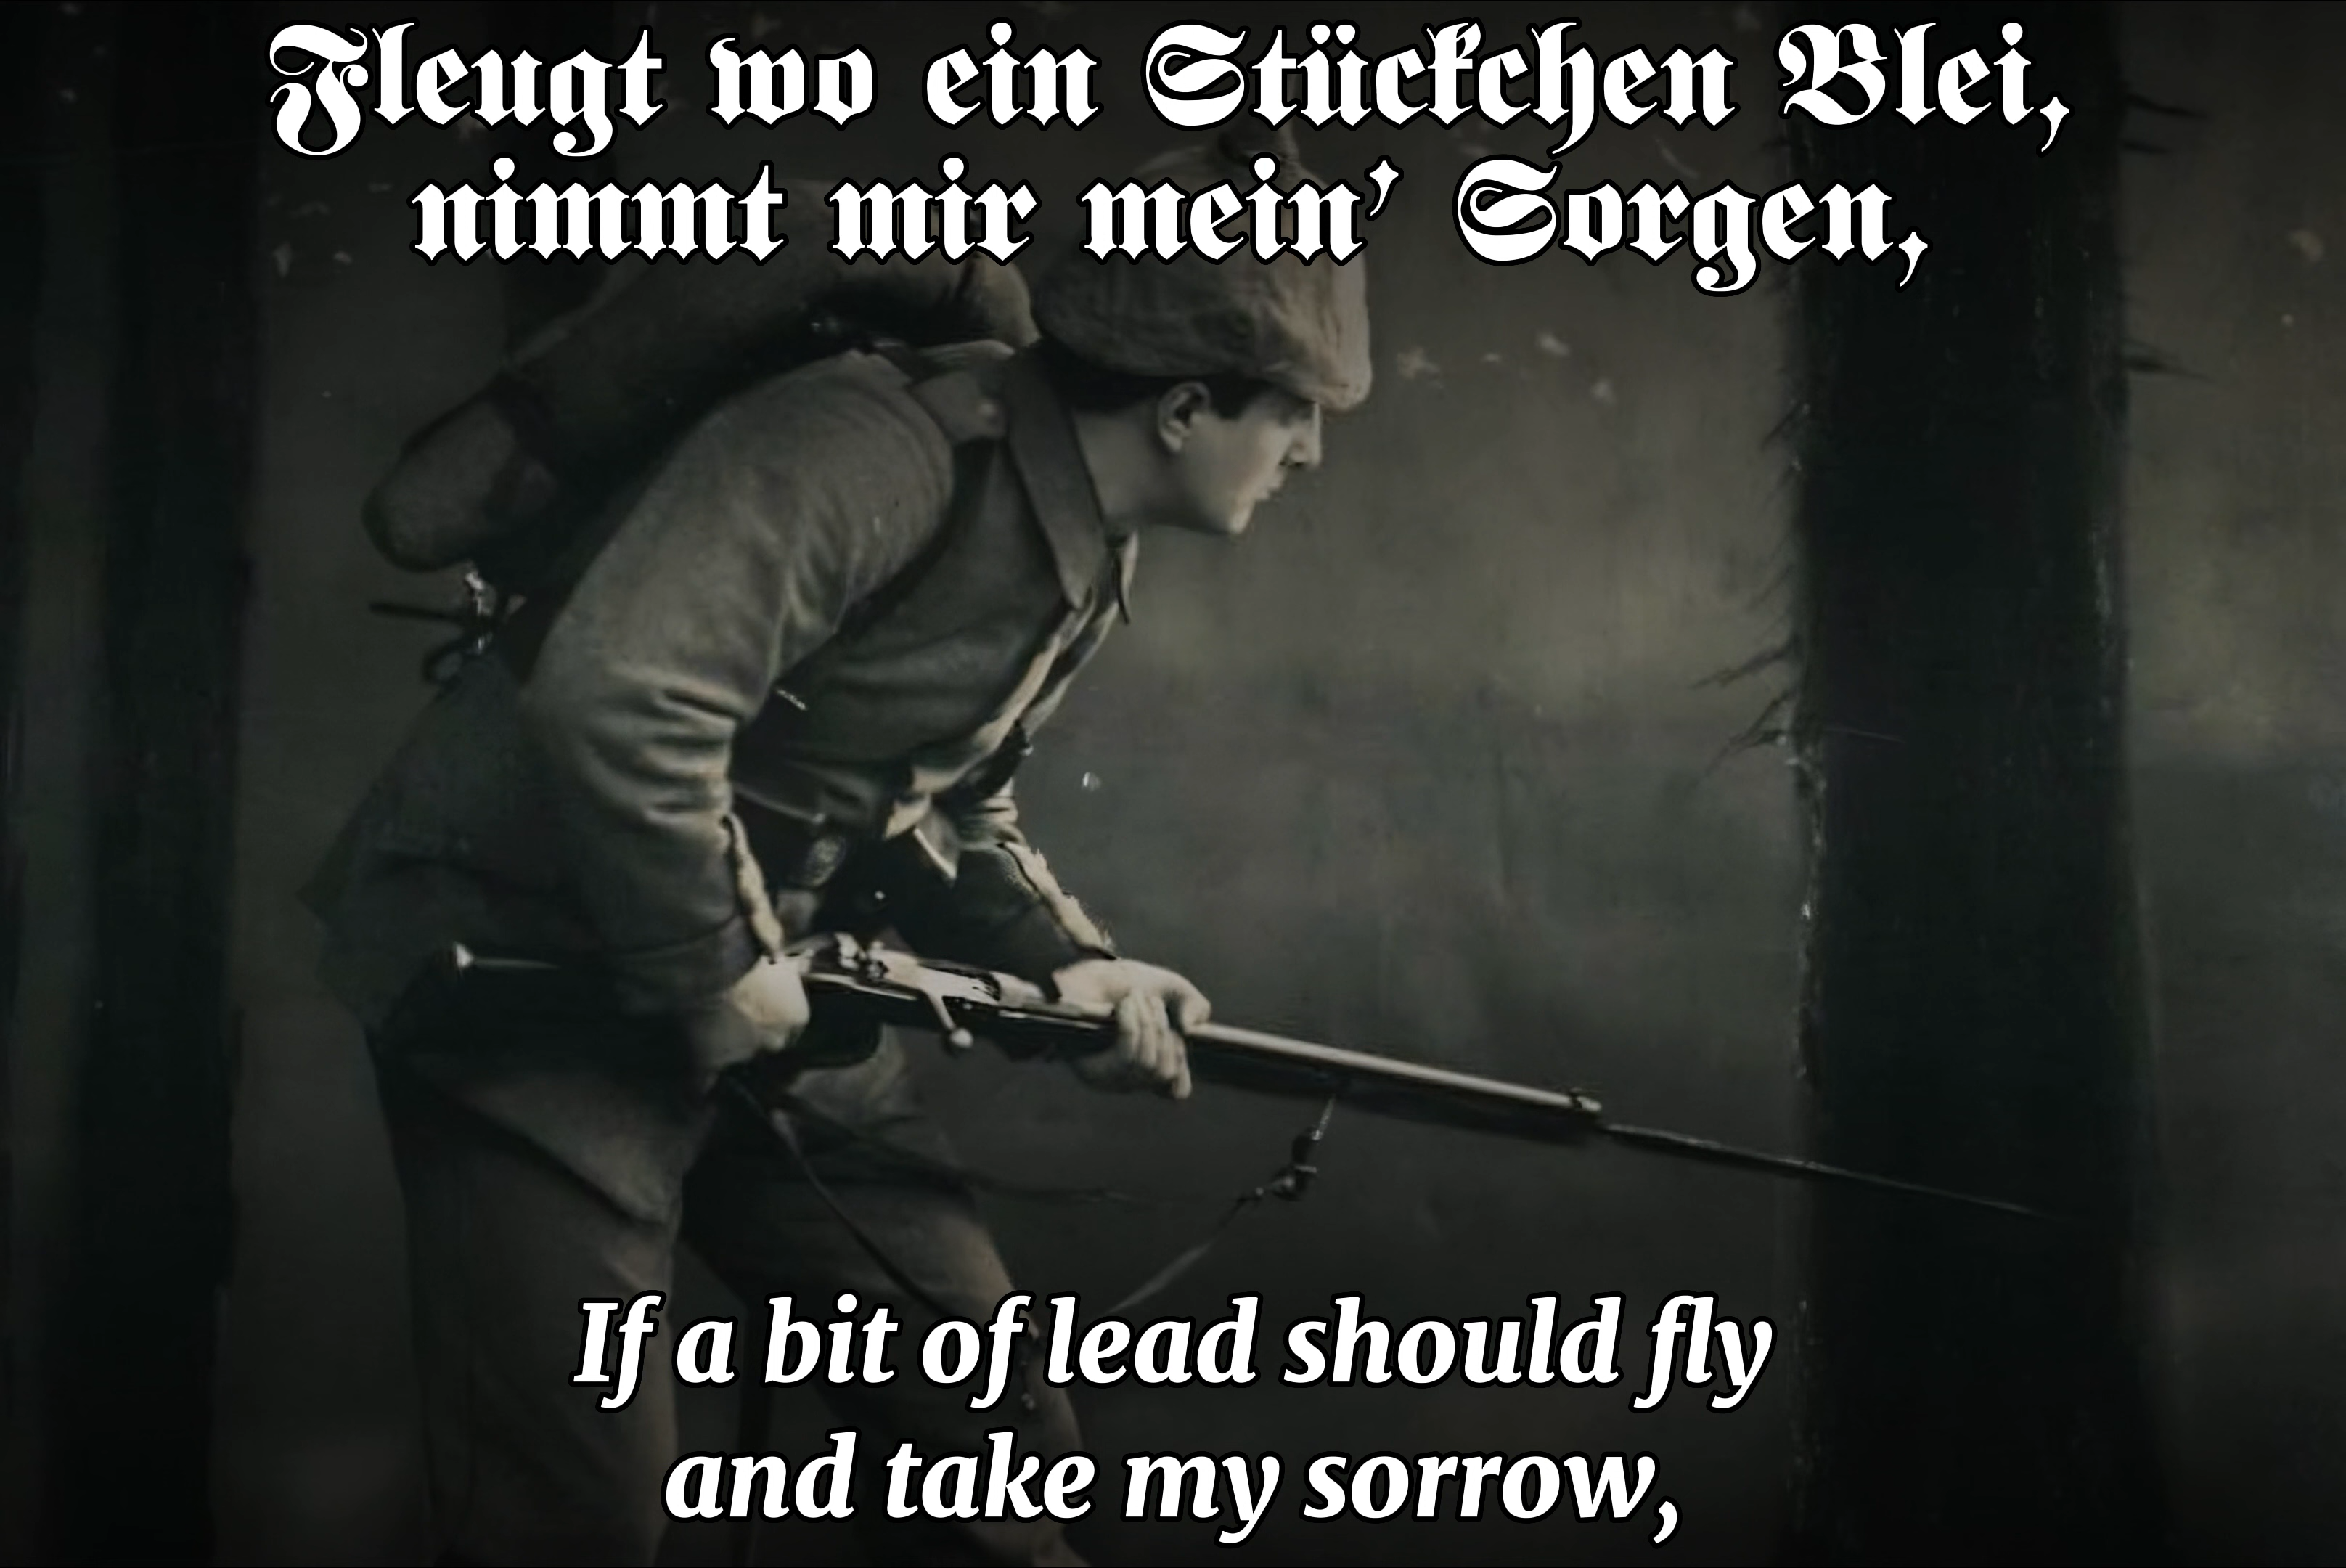 Fleugt wo ein Stückchen Blei,
nimmt mir mein’ Sorgen,
If a bit of lead should fly
and take my sorrow,